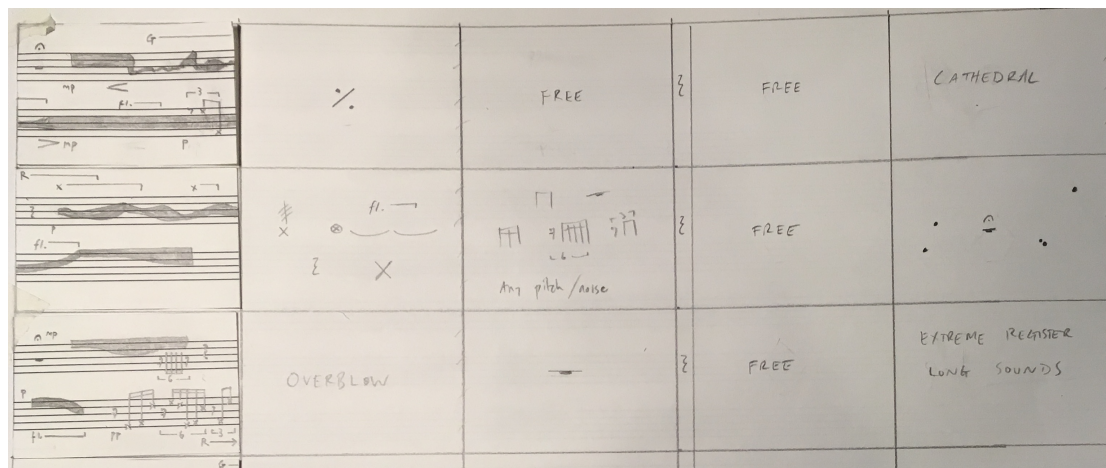 G
mp
fl. 3
mp p
FREE
FREE
CATHEDRAL
R
x x
p
fl.
x
fl.
X
6
Any pitch/noise
FREE
mp
6
p
fl. pp 6 3
R
OVERBLOW
FREE
EXTREME REGISTER
LONG SOUNDS
G